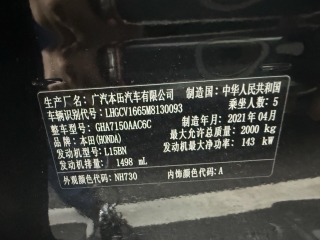 生产厂名：广汽本田汽车有限公司 制造国：中华人民共和国
车辆识别代号：LHGCV1665M8130093 乘坐人数：5
整车型号：GHA7150AAC6C 制造年月：2021年04月
品牌：本田(HONDA) 最大允许总质量：2000 kg
发动机型号：L15BN 发动机最大净功率：143 kW
发动机排量：1498 mL
外观颜色代码：NH730 内饰颜色代码：A